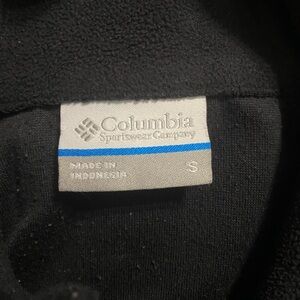 Columbia
Sportswear Company
MADE IN
INDONESIA
S